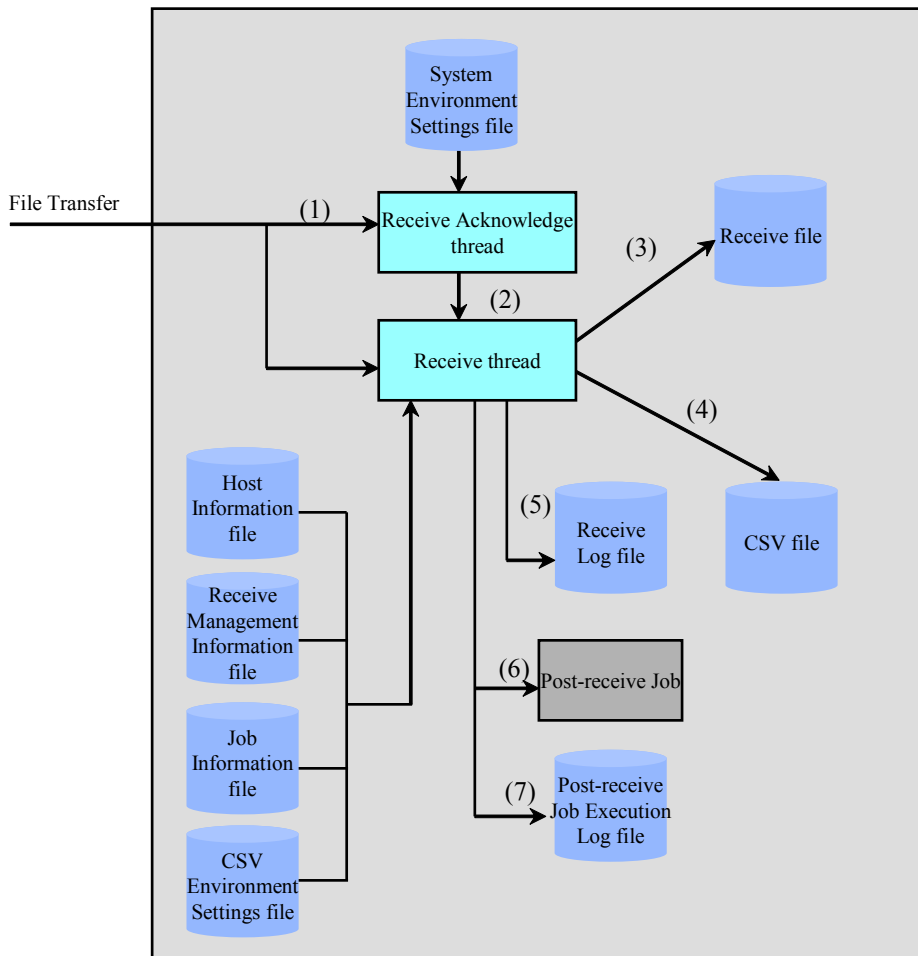 System
Environment
Settings file
File Transfer
(1)
Receive Acknowledge
thread
(2)
(3)
Receive file
Receive thread
(4)
Host
Information
file
(5)
Receive
Log file
CSV file
Receive
Management
Information
file
(6)
Post-receive Job
Job
Information
file
(7)
Post-receive
Job Execution
Log file
CSV
Environment
Settings file